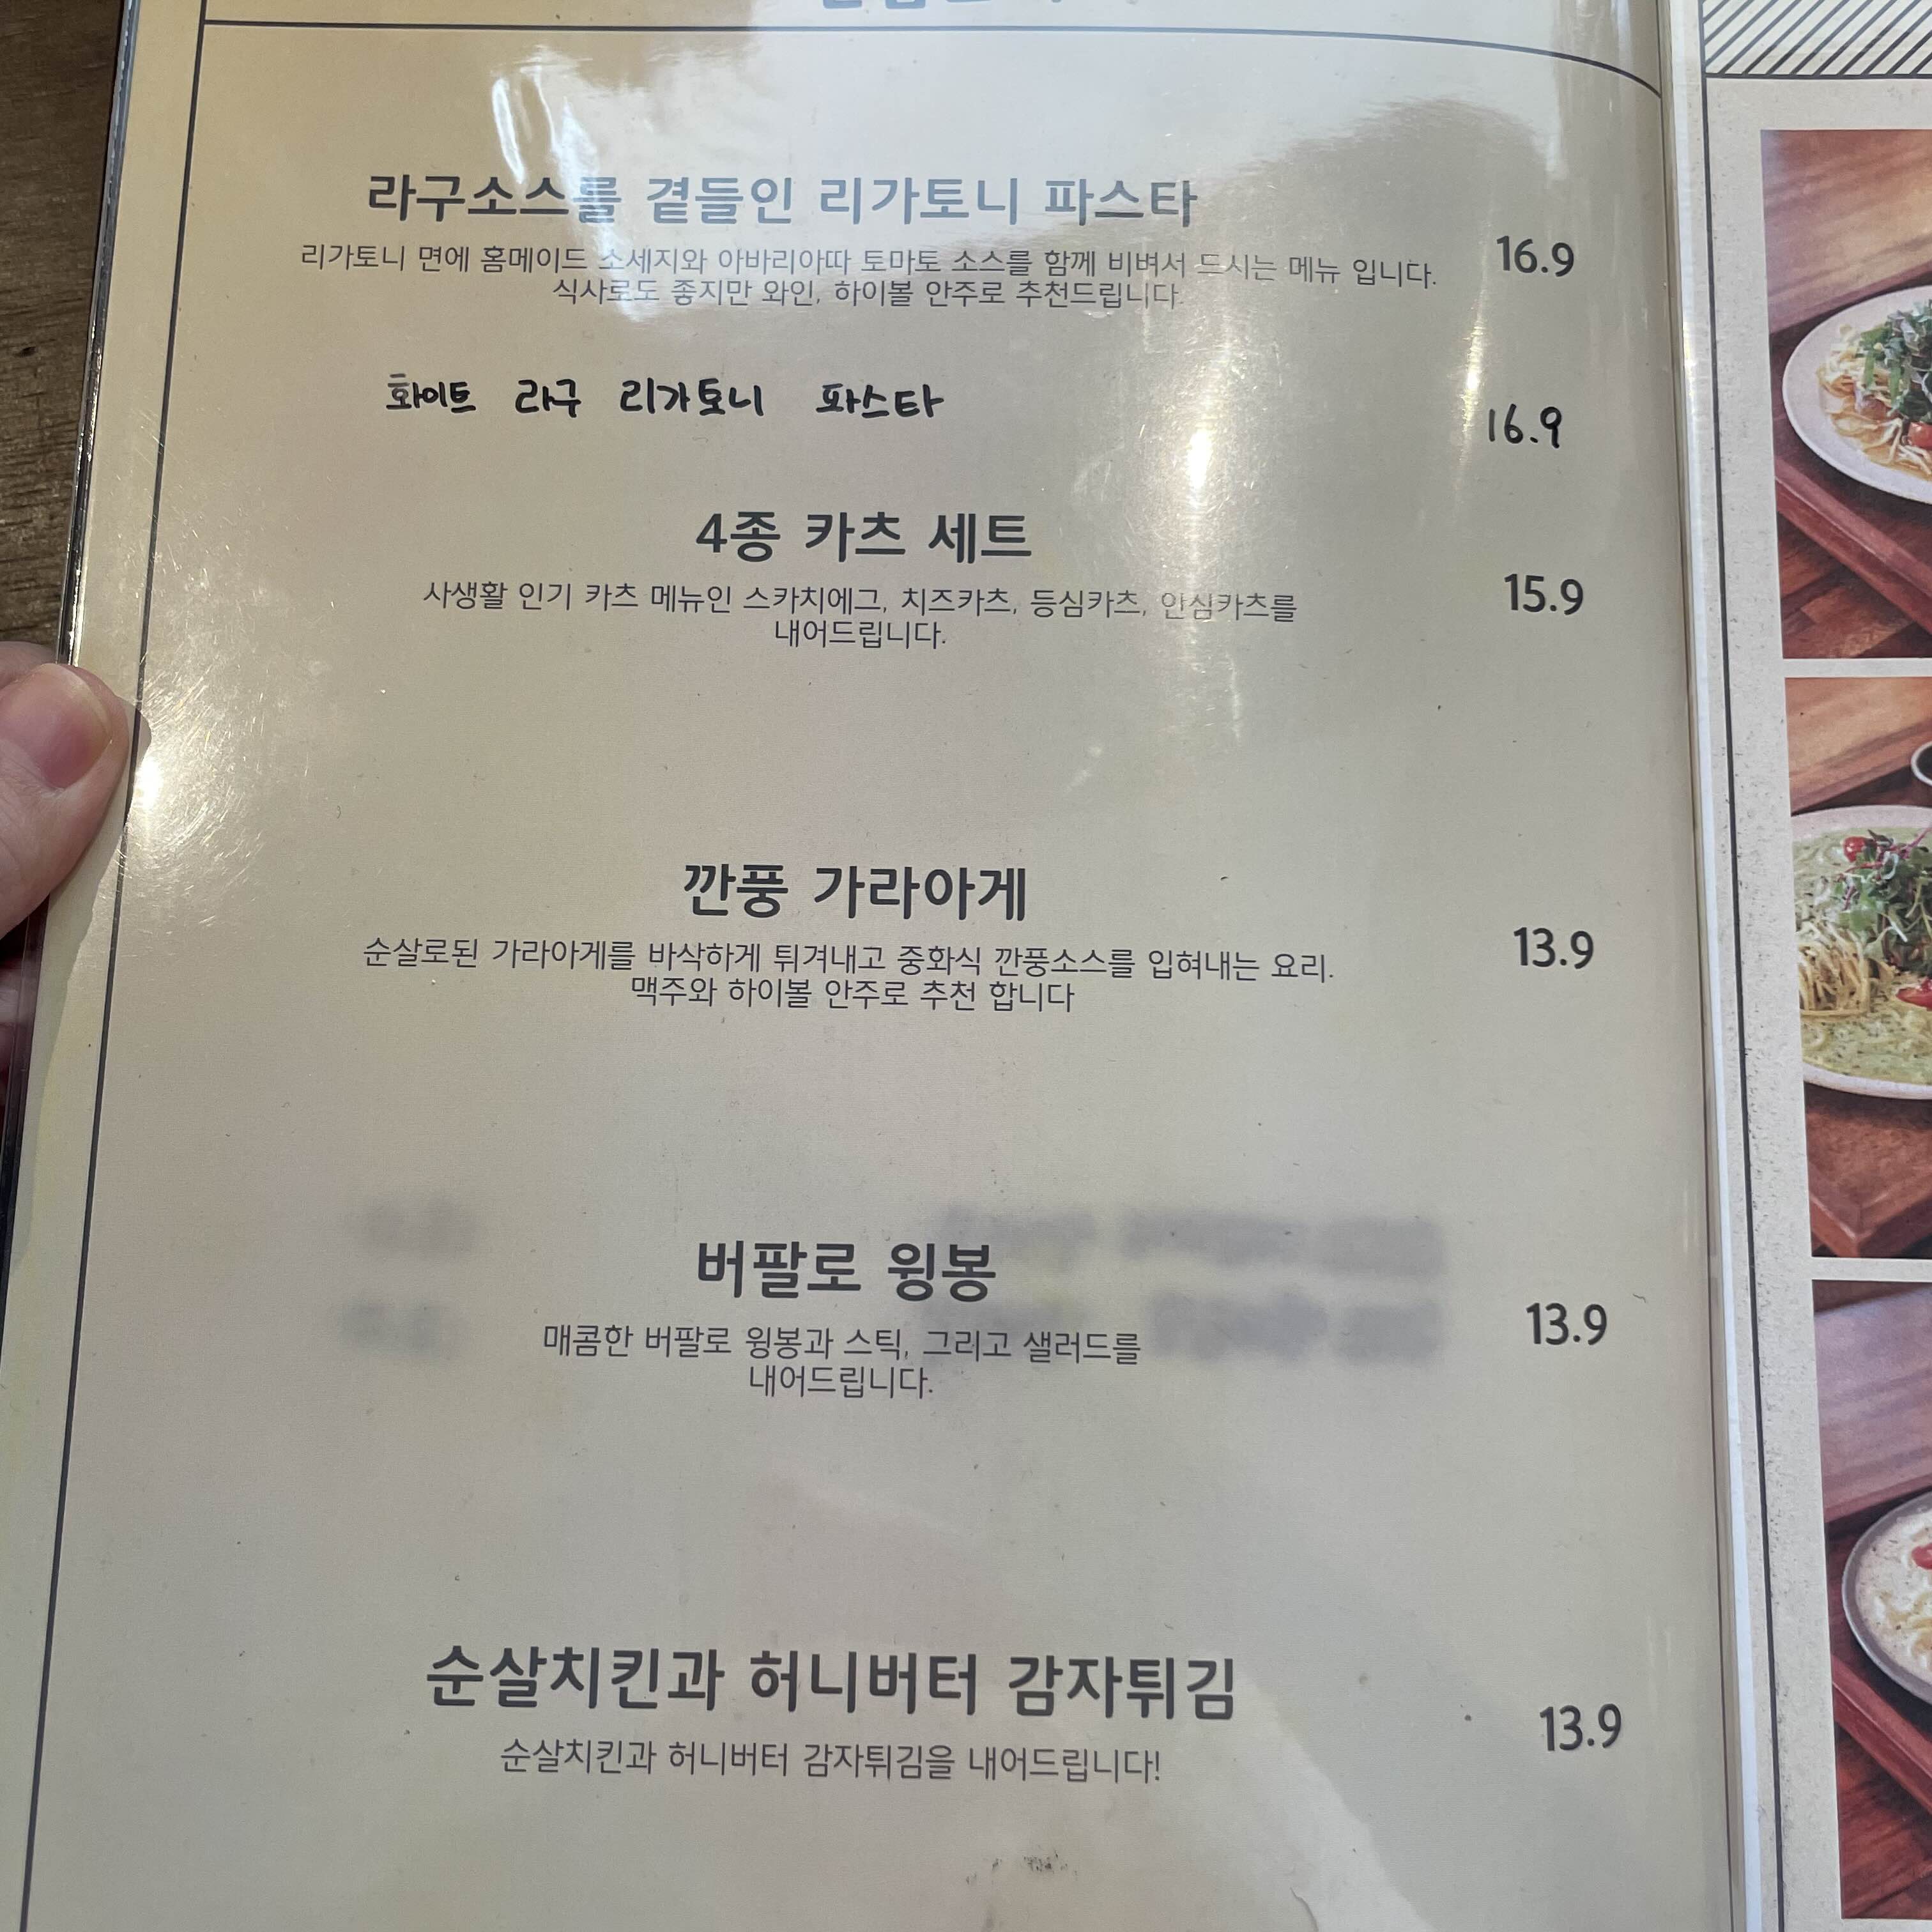 라구소스를 곁들인 리가토니 파스타
리가토니 면에 홈메이드 소세지와 아바리아따 토마토 소스를 함께 비벼서 드시는 메뉴 입니다.
식사로도 좋지만 와인, 하이볼 안주로 추천드립니다.
16.9
화이트 라구 리가토니 파스타
16.9
4종 카츠 세트
사생활 인기 카츠 메뉴인 스카치에그, 치즈카츠, 등심카츠, 안심카츠를
내어드립니다.
15.9
깐풍 가라아게
순살로된 가라아게를 바삭하게 튀겨내고 중화식 깐풍소스를 입혀내는 요리.
맥주와 하이볼 안주로 추천 합니다
13.9
버팔로 윙봉
매콤한 버팔로 윙봉과 스틱, 그리고 샐러드를
내어드립니다.
13.9
순살치킨과 허니버터 감자튀김
순살치킨과 허니버터 감자튀김을 내어드립니다!
13.9